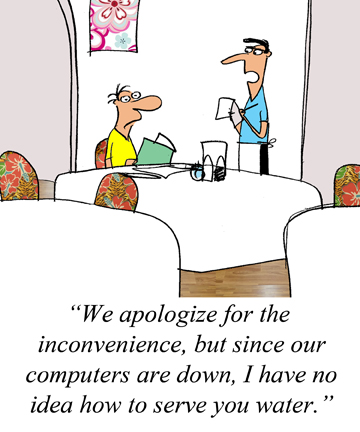 “We apologize for the
inconvenience, but since our
computers are down, I have no
idea how to serve you water.”